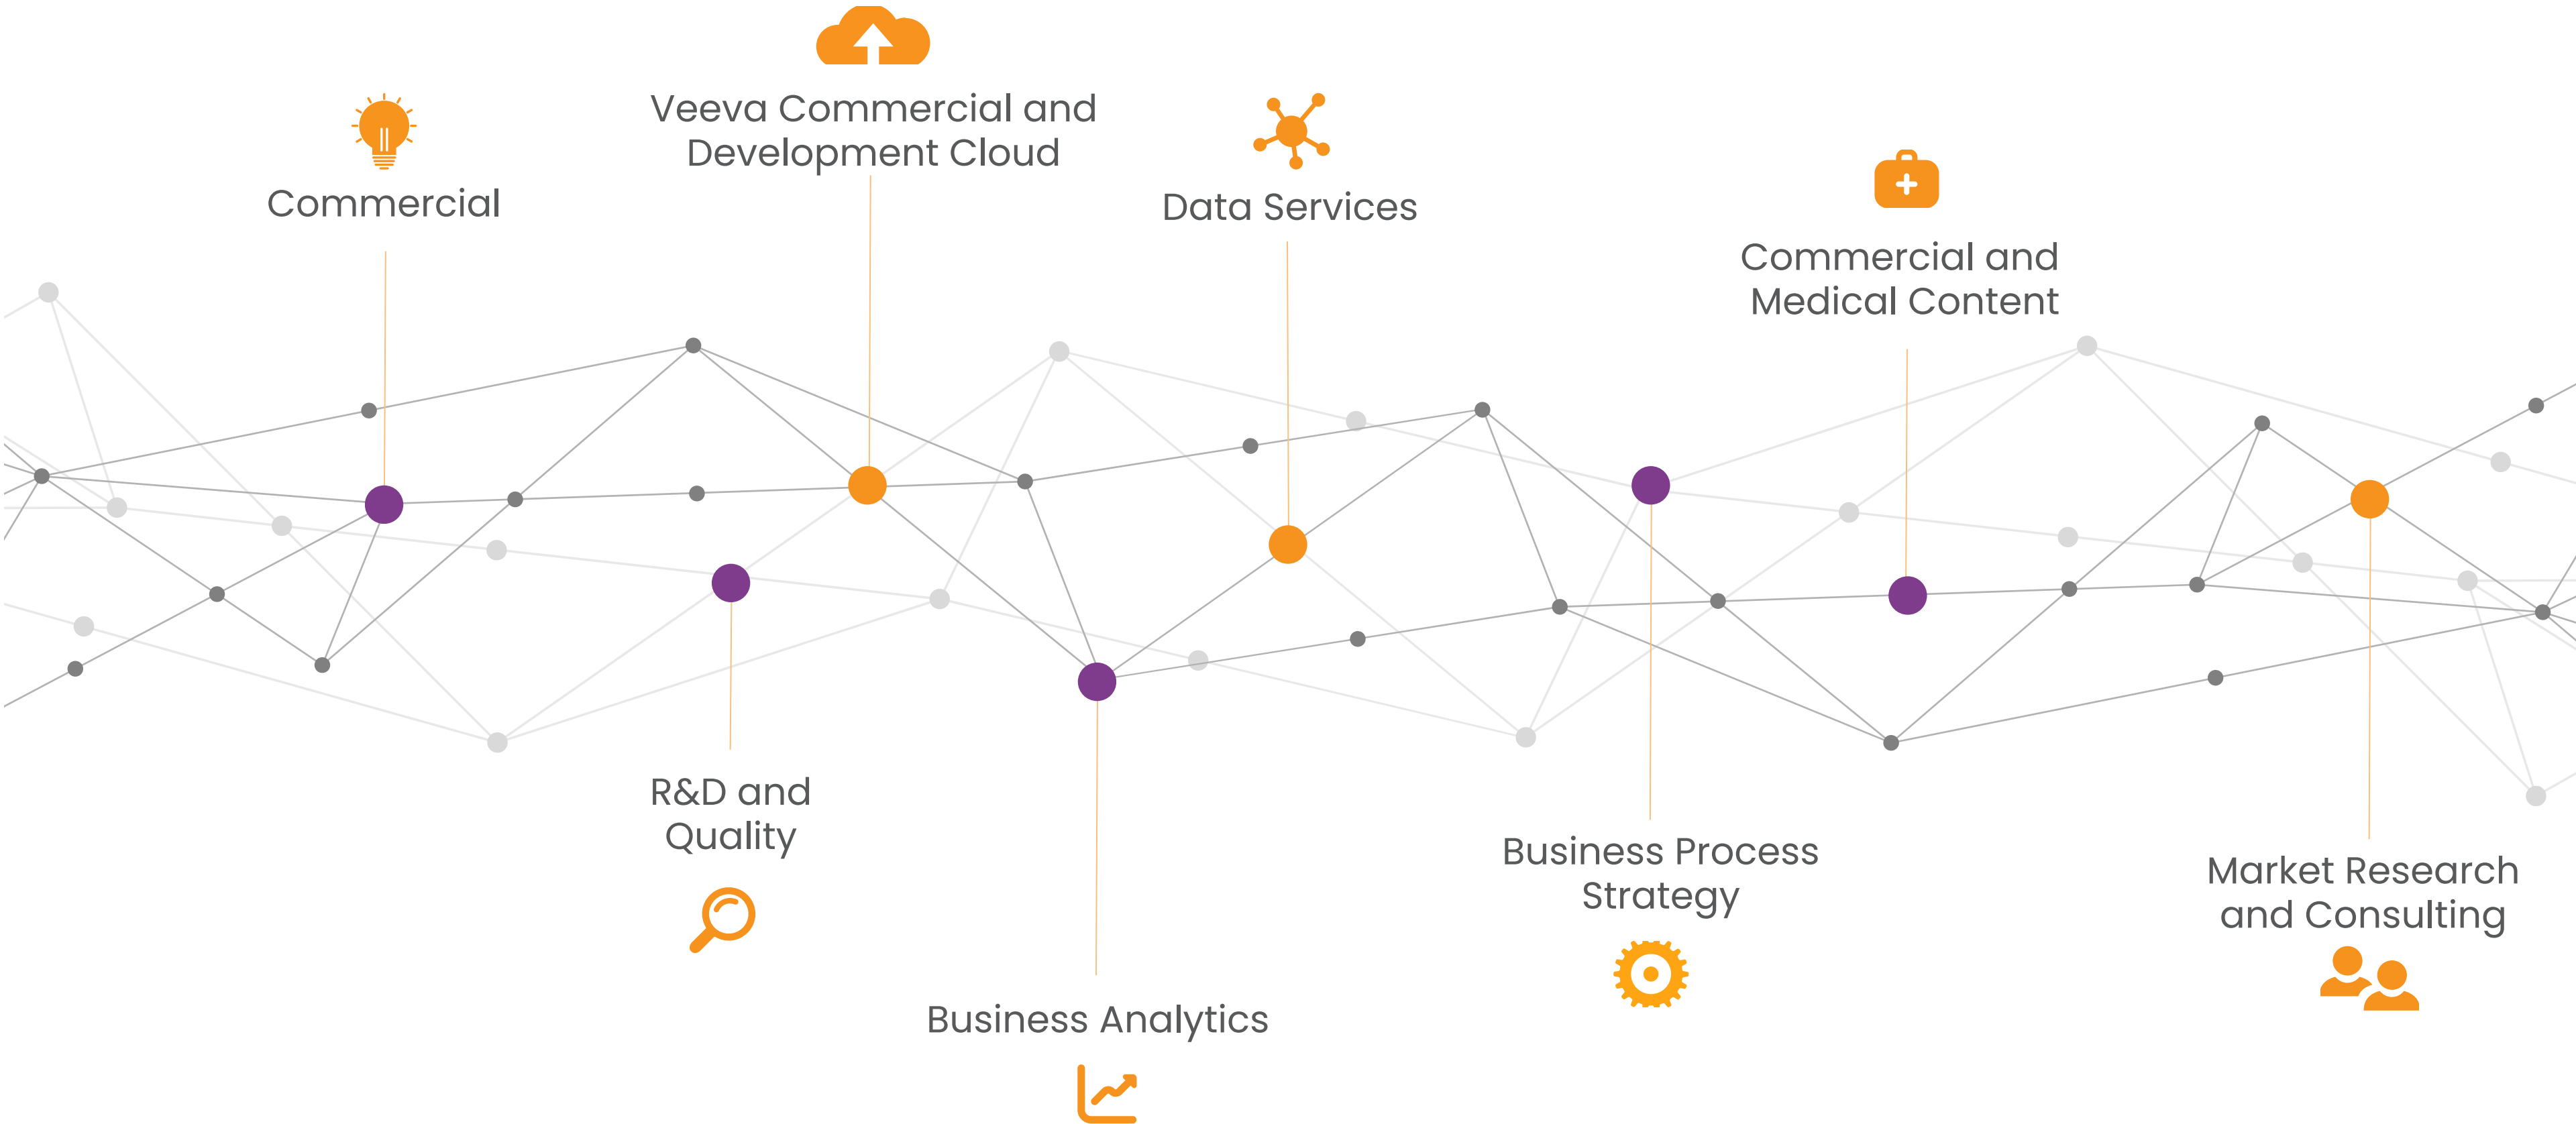 Commercial
Veeva Commercial and
Development Cloud
Data Services
Commercial and
Medical Content
R&D and
Quality
Business Analytics
Business Process
Strategy
Market Research
and Consulting